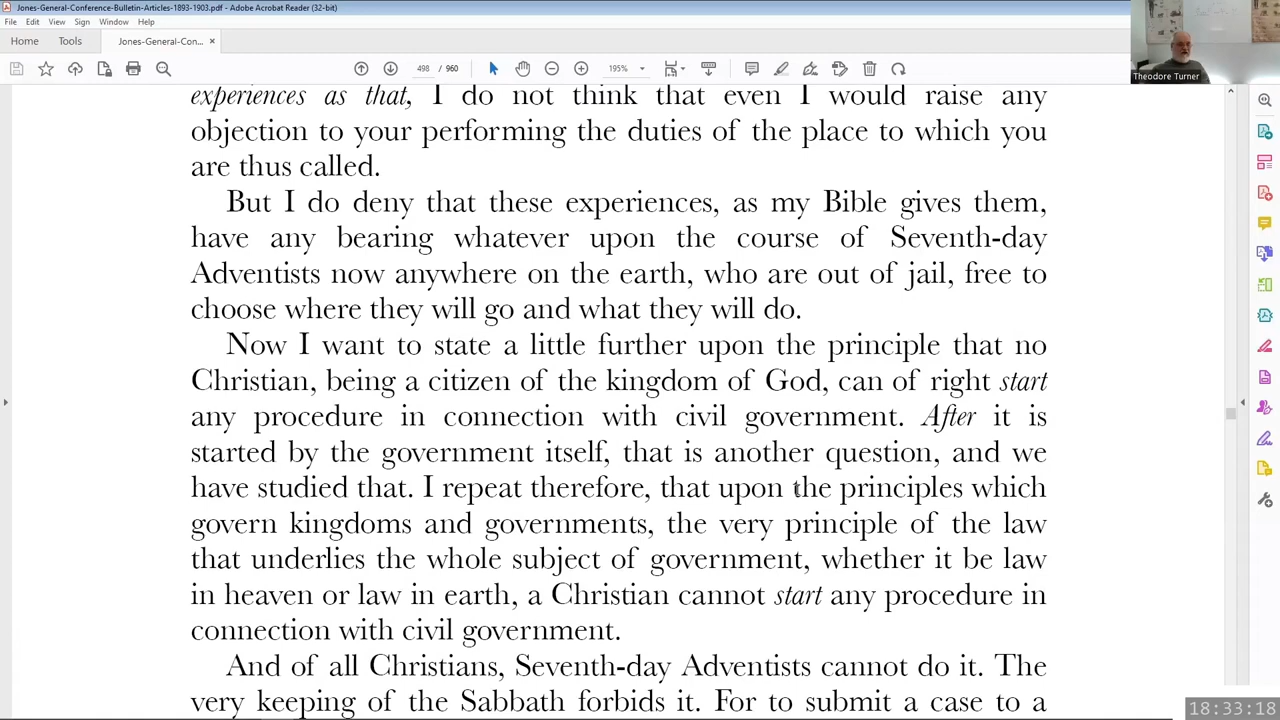 Jones-General-Conference-Bulletin-Articles-1893-1903.pdf - Adobe Acrobat Reader (32-bit)
File Edit View Sign Window Help
Home Tools Jones-General-Con... ×
498 / 960 195%
Theodore Turner
experiences as that, I do not think that even I would raise any
objection to your performing the duties of the place to which you
are thus called.
But I do deny that these experiences, as my Bible gives them,
have any bearing whatever upon the course of Seventh-day
Adventists now anywhere on the earth, who are out of jail, free to
choose where they will go and what they will do.
Now I want to state a little further upon the principle that no
Christian, being a citizen of the kingdom of God, can of right start
any procedure in connection with civil government. After it is
started by the government itself, that is another question, and we
have studied that. I repeat therefore, that upon the principles which
govern kingdoms and governments, the very principle of the law
that underlies the whole subject of government, whether it be law
in heaven or law in earth, a Christian cannot start any procedure in
connection with civil government.
And of all Christians, Seventh-day Adventists cannot do it. The
very keeping of the Sabbath forbids it. For to submit a case to a
18:33:18